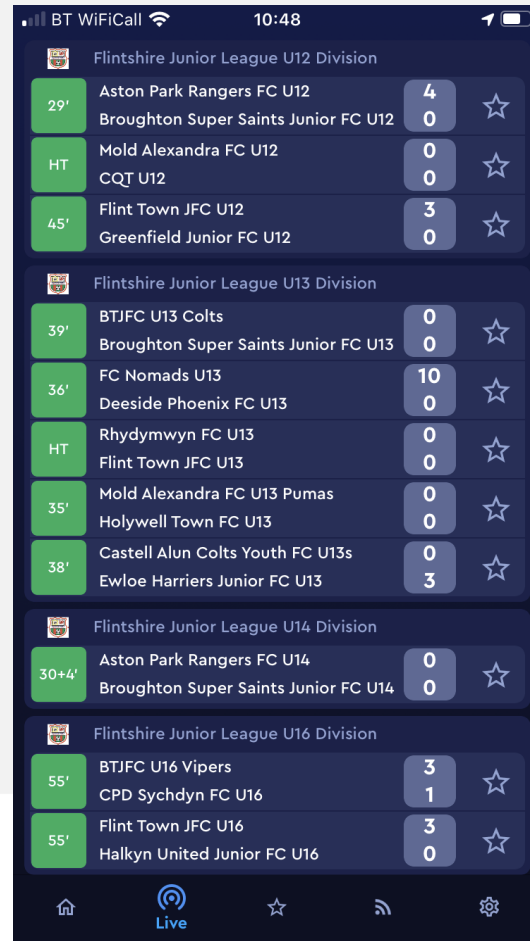 BT WiFiCall 10:48
Flintshire Junior League U12 Division
29' Aston Park Rangers FC U12 4
Broughton Super Saints Junior FC U12 0
HT Mold Alexandra FC U12 0
CQT U12 0
45' Flint Town JFC U12 3
Greenfield Junior FC U12 0
Flintshire Junior League U13 Division
39' BTJFC U13 Colts 0
Broughton Super Saints Junior FC U13 0
36' FC Nomads U13 10
Deeside Phoenix FC U13 0
HT Rhydymwyn FC U13 0
Flint Town JFC U13 0
35' Mold Alexandra FC U13 Pumas 0
Holywell Town FC U13 0
38' Castell Alun Colts Youth FC U13s 0
Ewloe Harriers Junior FC U13 3
Flintshire Junior League U14 Division
30+4' Aston Park Rangers FC U14 0
Broughton Super Saints Junior FC U14 0
Flintshire Junior League U16 Division
55' BTJFC U16 Vipers 3
CPD Sychdyn FC U16 1
55' Flint Town JFC U16 3
Halkyn United Junior FC U16 0
Live